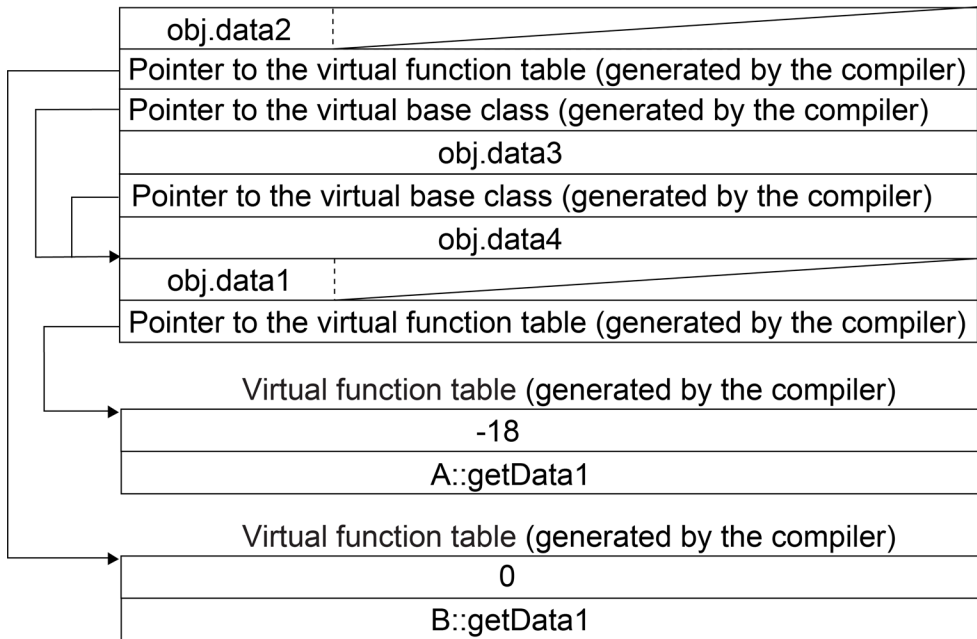 obj.data2
Pointer to the virtual function table (generated by the compiler)
Pointer to the virtual base class (generated by the compiler)
obj.data3
Pointer to the virtual base class (generated by the compiler)
obj.data4
obj.data1
Pointer to the virtual function table (generated by the compiler)
Virtual function table (generated by the compiler)
-18
A::getData1
Virtual function table (generated by the compiler)
0
B::getData1